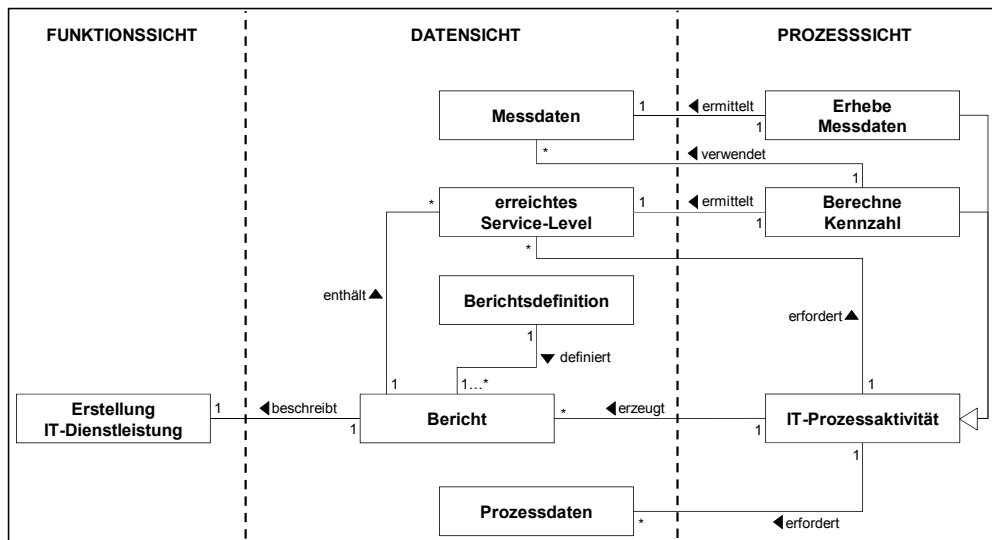 FUNKTIONSSICHT
DATENSICHT
PROZESSSICHT
Messdaten
1
ermittelt
1
Erhebe
Messdaten
*
verwendet
1
*
erreichtes
Service-Level
1
ermittelt
1
Berechne
Kennzahl
*
enthält
Berichtsdefinition
erfordert
1
definiert
1
1…*
1
Erstellung
IT-Dienstleistung
1
beschreibt
1
Bericht
*
erzeugt
1
IT-Prozessaktivität
1
Prozessdaten
*
erfordert